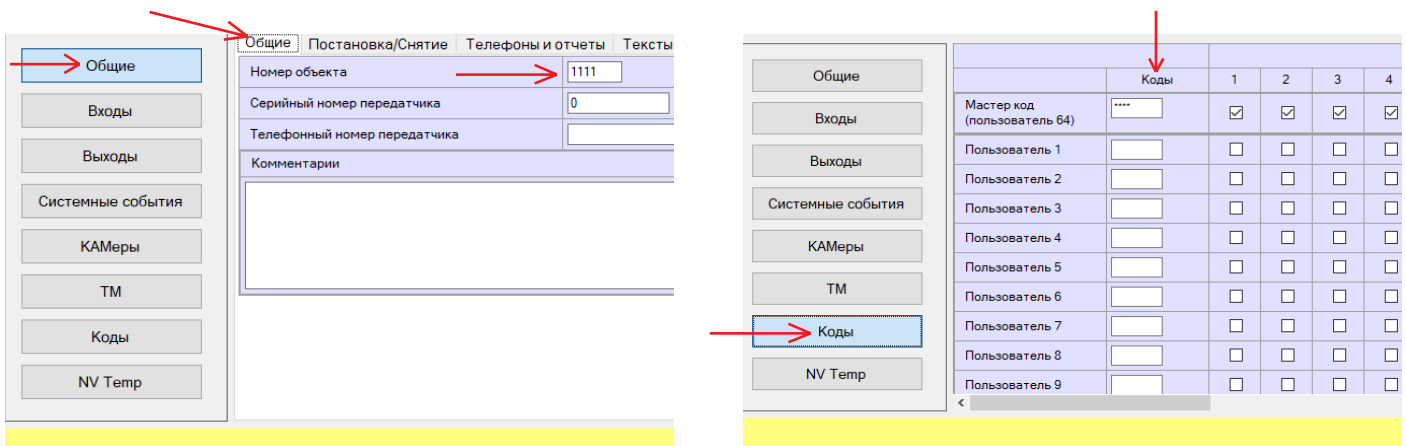 Общие
Входы
Выходы
Системные события
КАМеры
ТМ
Коды
NV Temp
Общие Постановка/Снятие Телефоны и отчеты Тексты
Номер объекта 1111
Серийный номер передатчика 0
Телефонный номер передатчика
Комментарии
Общие
Входы
Выходы
Системные события
КАМеры
ТМ
Коды
NV Temp
Коды 1 2 3 4
Мастер код
(пользователь 64) ****
Пользователь 1
Пользователь 2
Пользователь 3
Пользователь 4
Пользователь 5
Пользователь 6
Пользователь 7
Пользователь 8
Пользователь 9